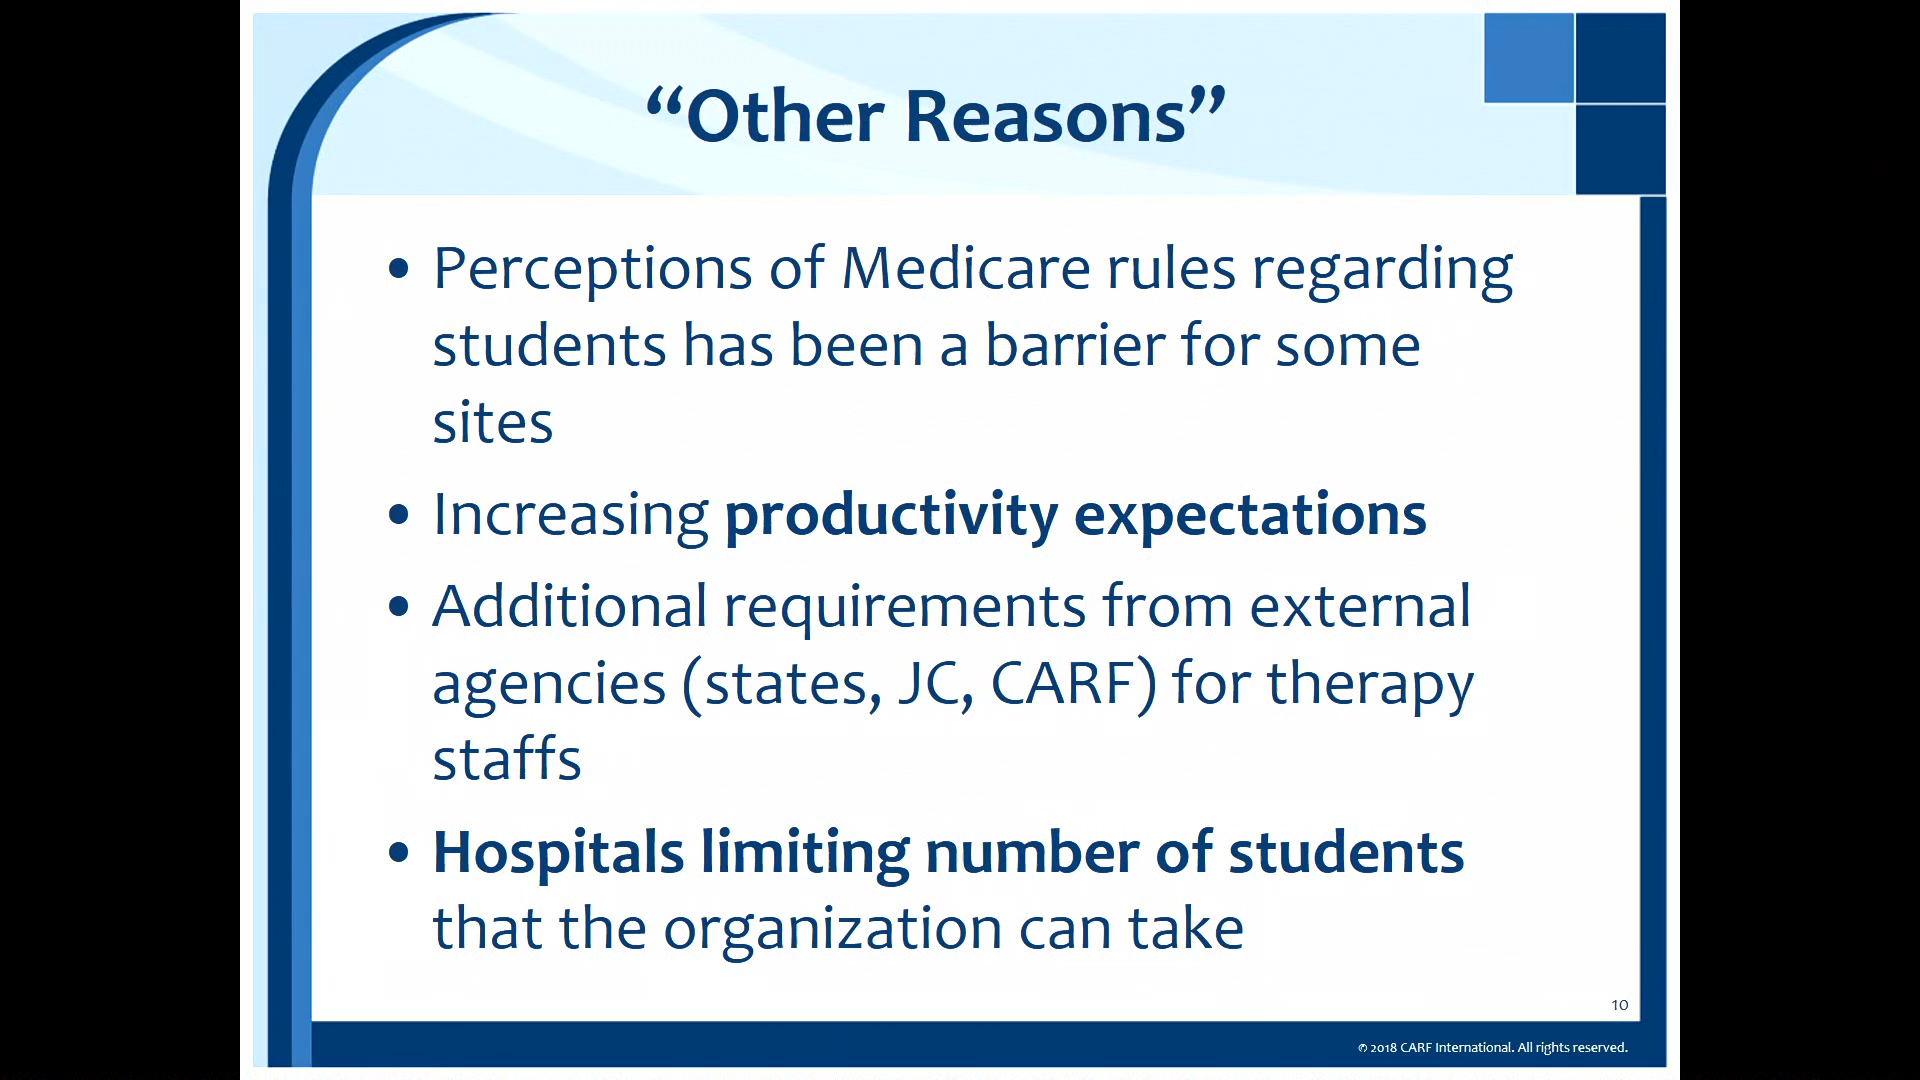 “Other Reasons”
• Perceptions of Medicare rules regarding
students has been a barrier for some
sites
• Increasing productivity expectations
• Additional requirements from external
agencies (states, JC, CARF) for therapy
staffs
• Hospitals limiting number of students
that the organization can take
10
© 2018 CARF International. All rights reserved.